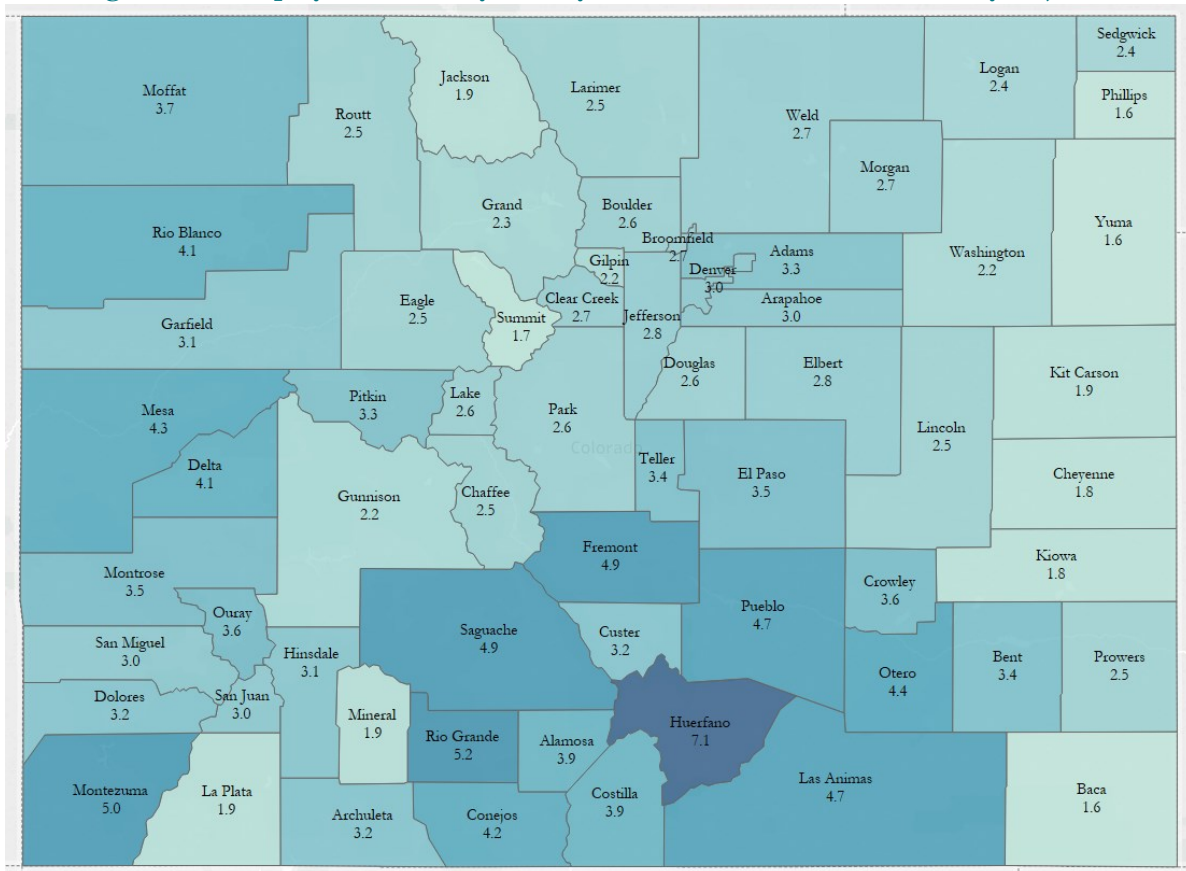 Sedgwick
2.4
Logan
2.4
Jackson
1.9
Larimer
2.5
Moffat
3.7
Phillips
1.6
Routt
2.5
Weld
2.7
Morgan
2.7
Grand
2.3
Boulder
2.6
Yuma
1.6
Rio Blanco
4.1
Broomfield
2.7
Adams
3.3
Washington
2.2
Gilpin
2.2
Denver
3.0
Eagle
2.5
Clear Creek
2.7
Arapahoe
3.0
Garfield
3.1
Summit
1.7
Jefferson
2.8
Douglas
2.6
Elbert
2.8
Kit Carson
1.9
Pitkin
3.3
Lake
2.6
Mesa
4.3
Park
2.6
Lincoln
2.5
Colorado
Delta
4.1
Teller
3.4
El Paso
3.5
Cheyenne
1.8
Gunnison
2.2
Chaffee
2.5
Fremont
4.9
Kiowa
1.8
Montrose
3.5
Crowley
3.6
Pueblo
4.7
Ouray
3.6
Saguache
4.9
Custer
3.2
San Miguel
3.0
Hinsdale
3.1
Bent
3.4
Prowers
2.5
Otero
4.4
Dolores
3.2
San Juan
3.0
Mineral
1.9
Huerfano
7.1
Rio Grande
5.2
Alamosa
3.9
Las Animas
4.7
Montezuma
5.0
La Plata
1.9
Costilla
3.9
Baca
1.6
Archuleta
3.2
Conejos
4.2